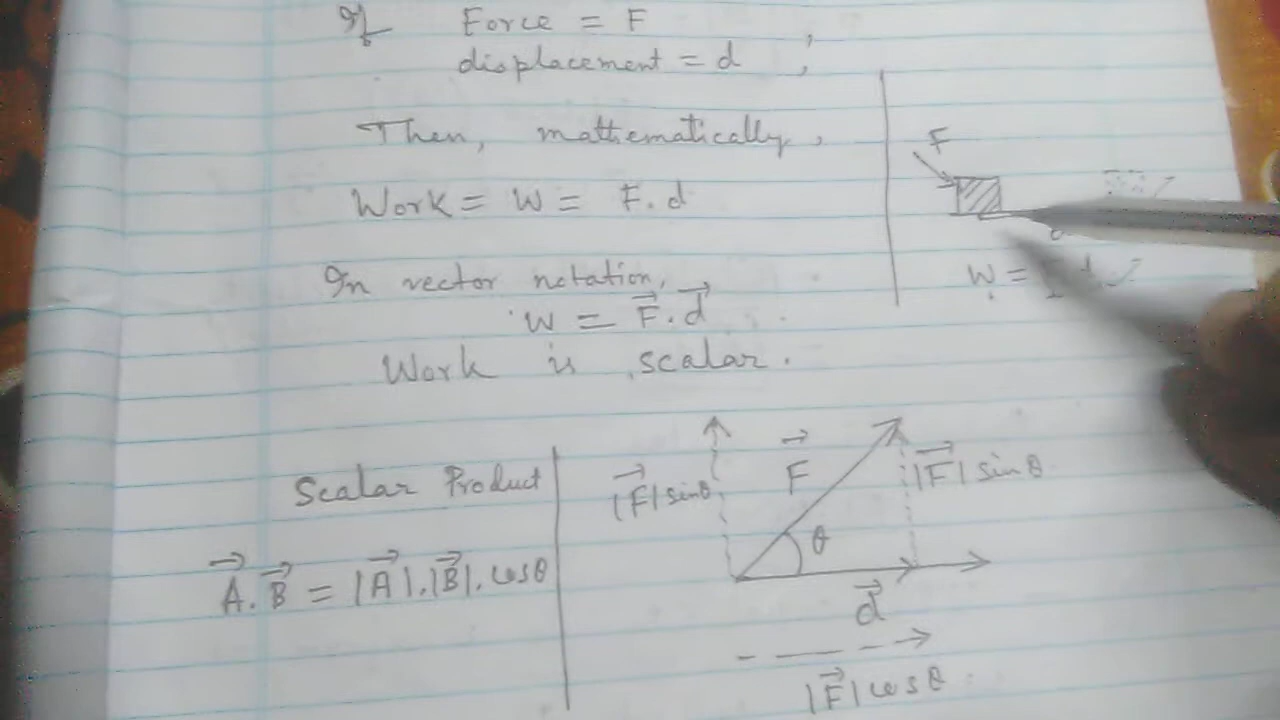 If Force = F ,
displacement = d ,
Then, mathematically,
Work = W = F.d
In vector notation,
W = F⃗.d⃗
Work is scalar.
F
W =
Scalar Product
A⃗.B⃗ = |A⃗|.|B⃗|.cosθ
|F⃗|sinθ
F⃗
|F⃗|sinθ
θ
d⃗
|F⃗|cosθ